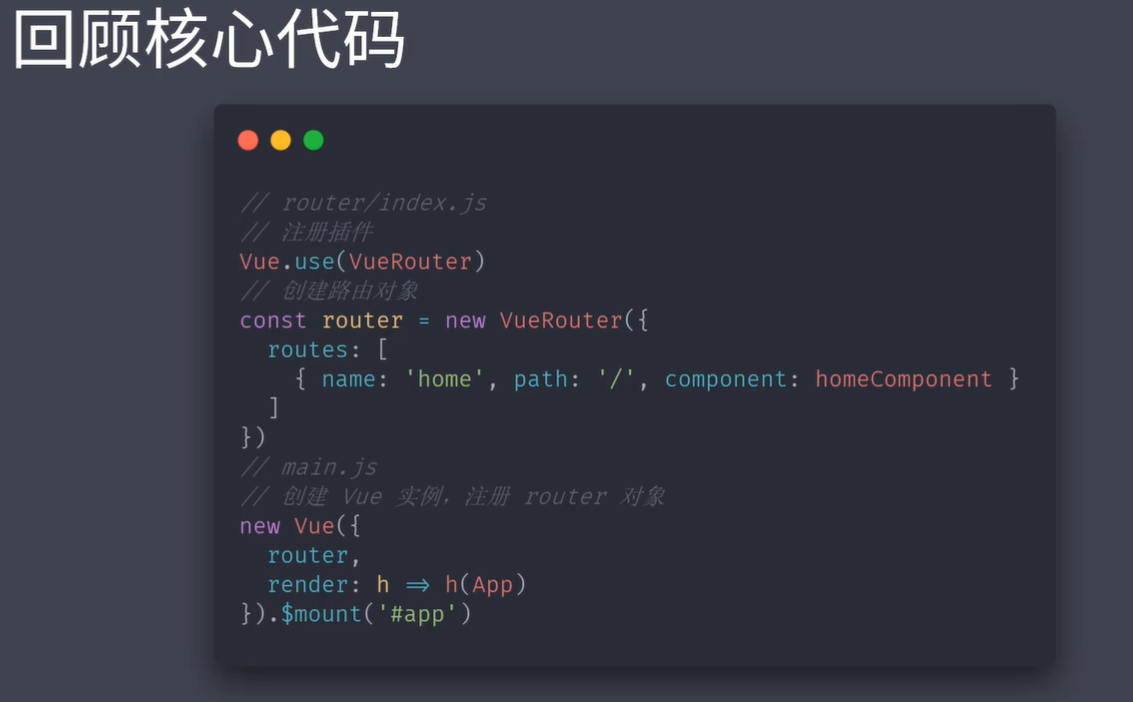 回顾核心代码
// router/index.js
// 注册插件
Vue.use(VueRouter)
// 创建路由对象
const router = new VueRouter({
  routes: [
    { name: 'home', path: '/', component: homeComponent }
  ]
})
// main.js
// 创建 Vue 实例，注册 router 对象
new Vue({
  router,
  render: h => h(App)
}).$mount('#app')